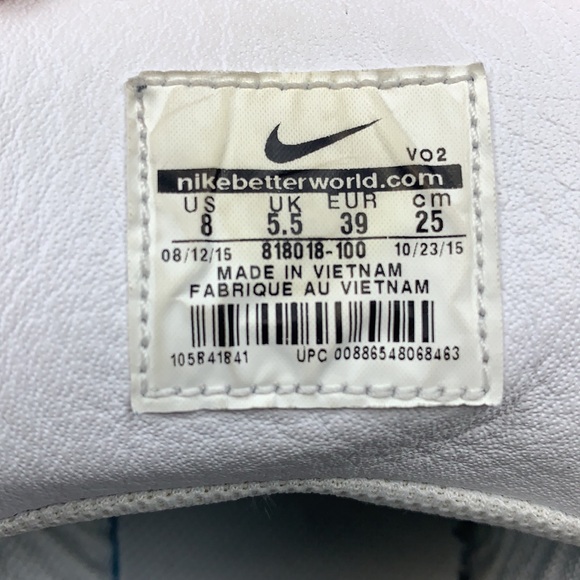 VO2
nikebetterworld.com
US UK EUR cm
8 5.5 39 25
08/12/15 818018-100 10/23/15
MADE IN VIETNAM
FABRIQUE AU VIETNAM
105841841 UPC 00886548068463